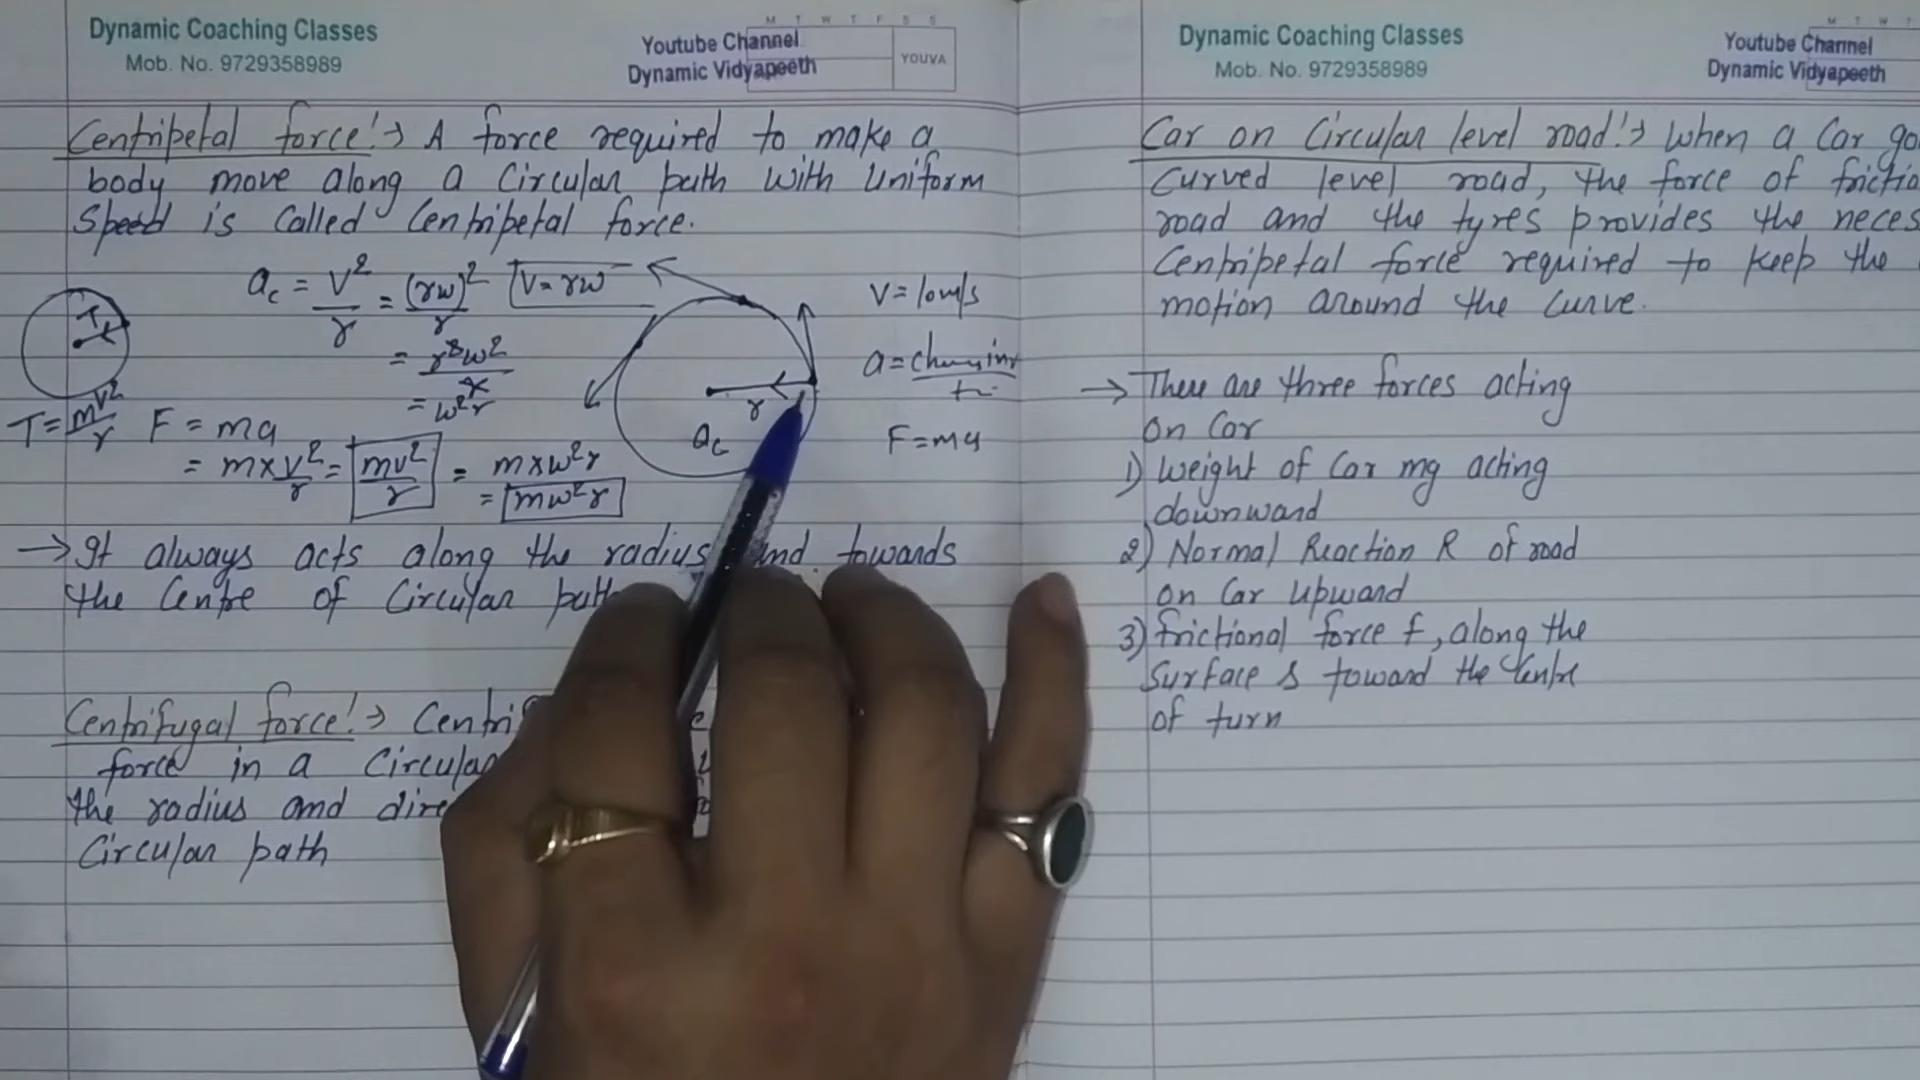 Dynamic Coaching Classes
Mob. No. 9729358989
Youtube Channel
Dynamic Vidyapeeth
M T W T F S S
YOUVA
Centripetal force:→ A force required to make a
body move along a Circular path with uniform
Speed is called Centripetal force.
ac = v²/r = (rω)²/r V = rω
= r²ω²/r
= ω²r
T
T = mv²/r
F = ma
= m×v²/r = mv²/r = m×ω²r
= mω²r
r
ac
V = 10m/s
a =
F = ma
→ It always acts along the radius and towards
the Centre of Circular path
Centrifugal force:→
force in a Circular
the radius and
Circular path
Dynamic Coaching Classes
Mob. No. 9729358989
Youtube Channel
Dynamic Vidyapeeth
M T W T
Car on Circular level road:→ When a Car
Curved level road, the force of
road and the tyres provides the
Centripetal force required to keep the
motion around the Curve.
→ There are three forces acting
on Car
1) Weight of Car mg acting
downward
2) Normal Reaction R of road
on Car upward
3) frictional force f, along the
Surface & toward the Centre
of turn